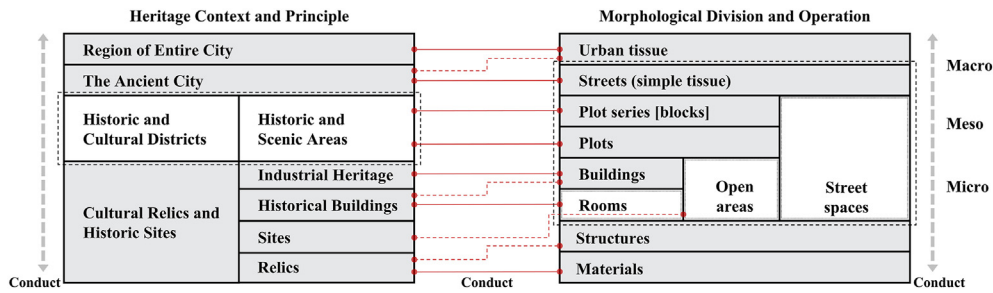 Heritage Context and Principle
Morphological Division and Operation
Region of Entire City
The Ancient City
Historic and
Cultural Districts
Historic and
Scenic Areas
Cultural Relics and
Historic Sites
Industrial Heritage
Historical Buildings
Sites
Relics
Conduct
Conduct
Urban tissue
Streets (simple tissue)
Plot series [blocks]
Plots
Buildings
Rooms
Open
areas
Street
spaces
Structures
Materials
Macro
Meso
Micro
Conduct